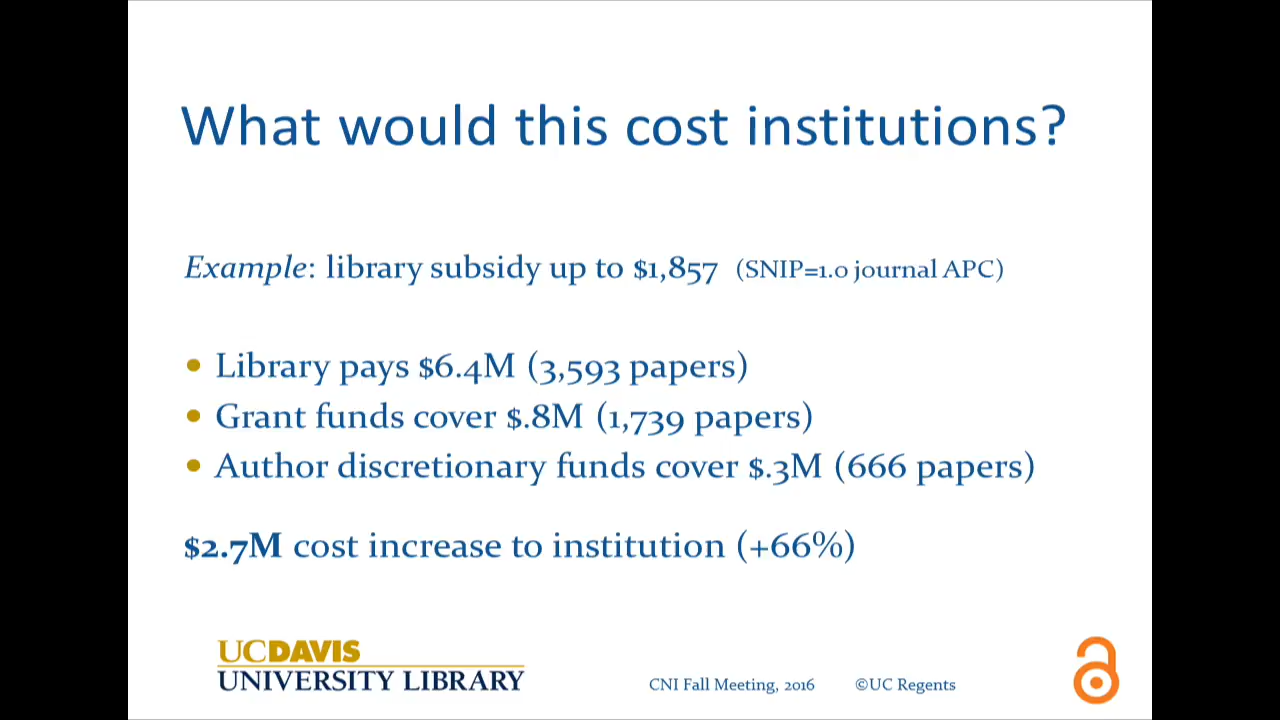 What would this cost institutions?
Example: library subsidy up to $1,857 (SNIP=1.0 journal APC)
• Library pays $6.4M (3,593 papers)
• Grant funds cover $.8M (1,739 papers)
• Author discretionary funds cover $.3M (666 papers)
$2.7M cost increase to institution (+66%)
UCDAVIS
UNIVERSITY LIBRARY
CNI Fall Meeting, 2016 ©UC Regents